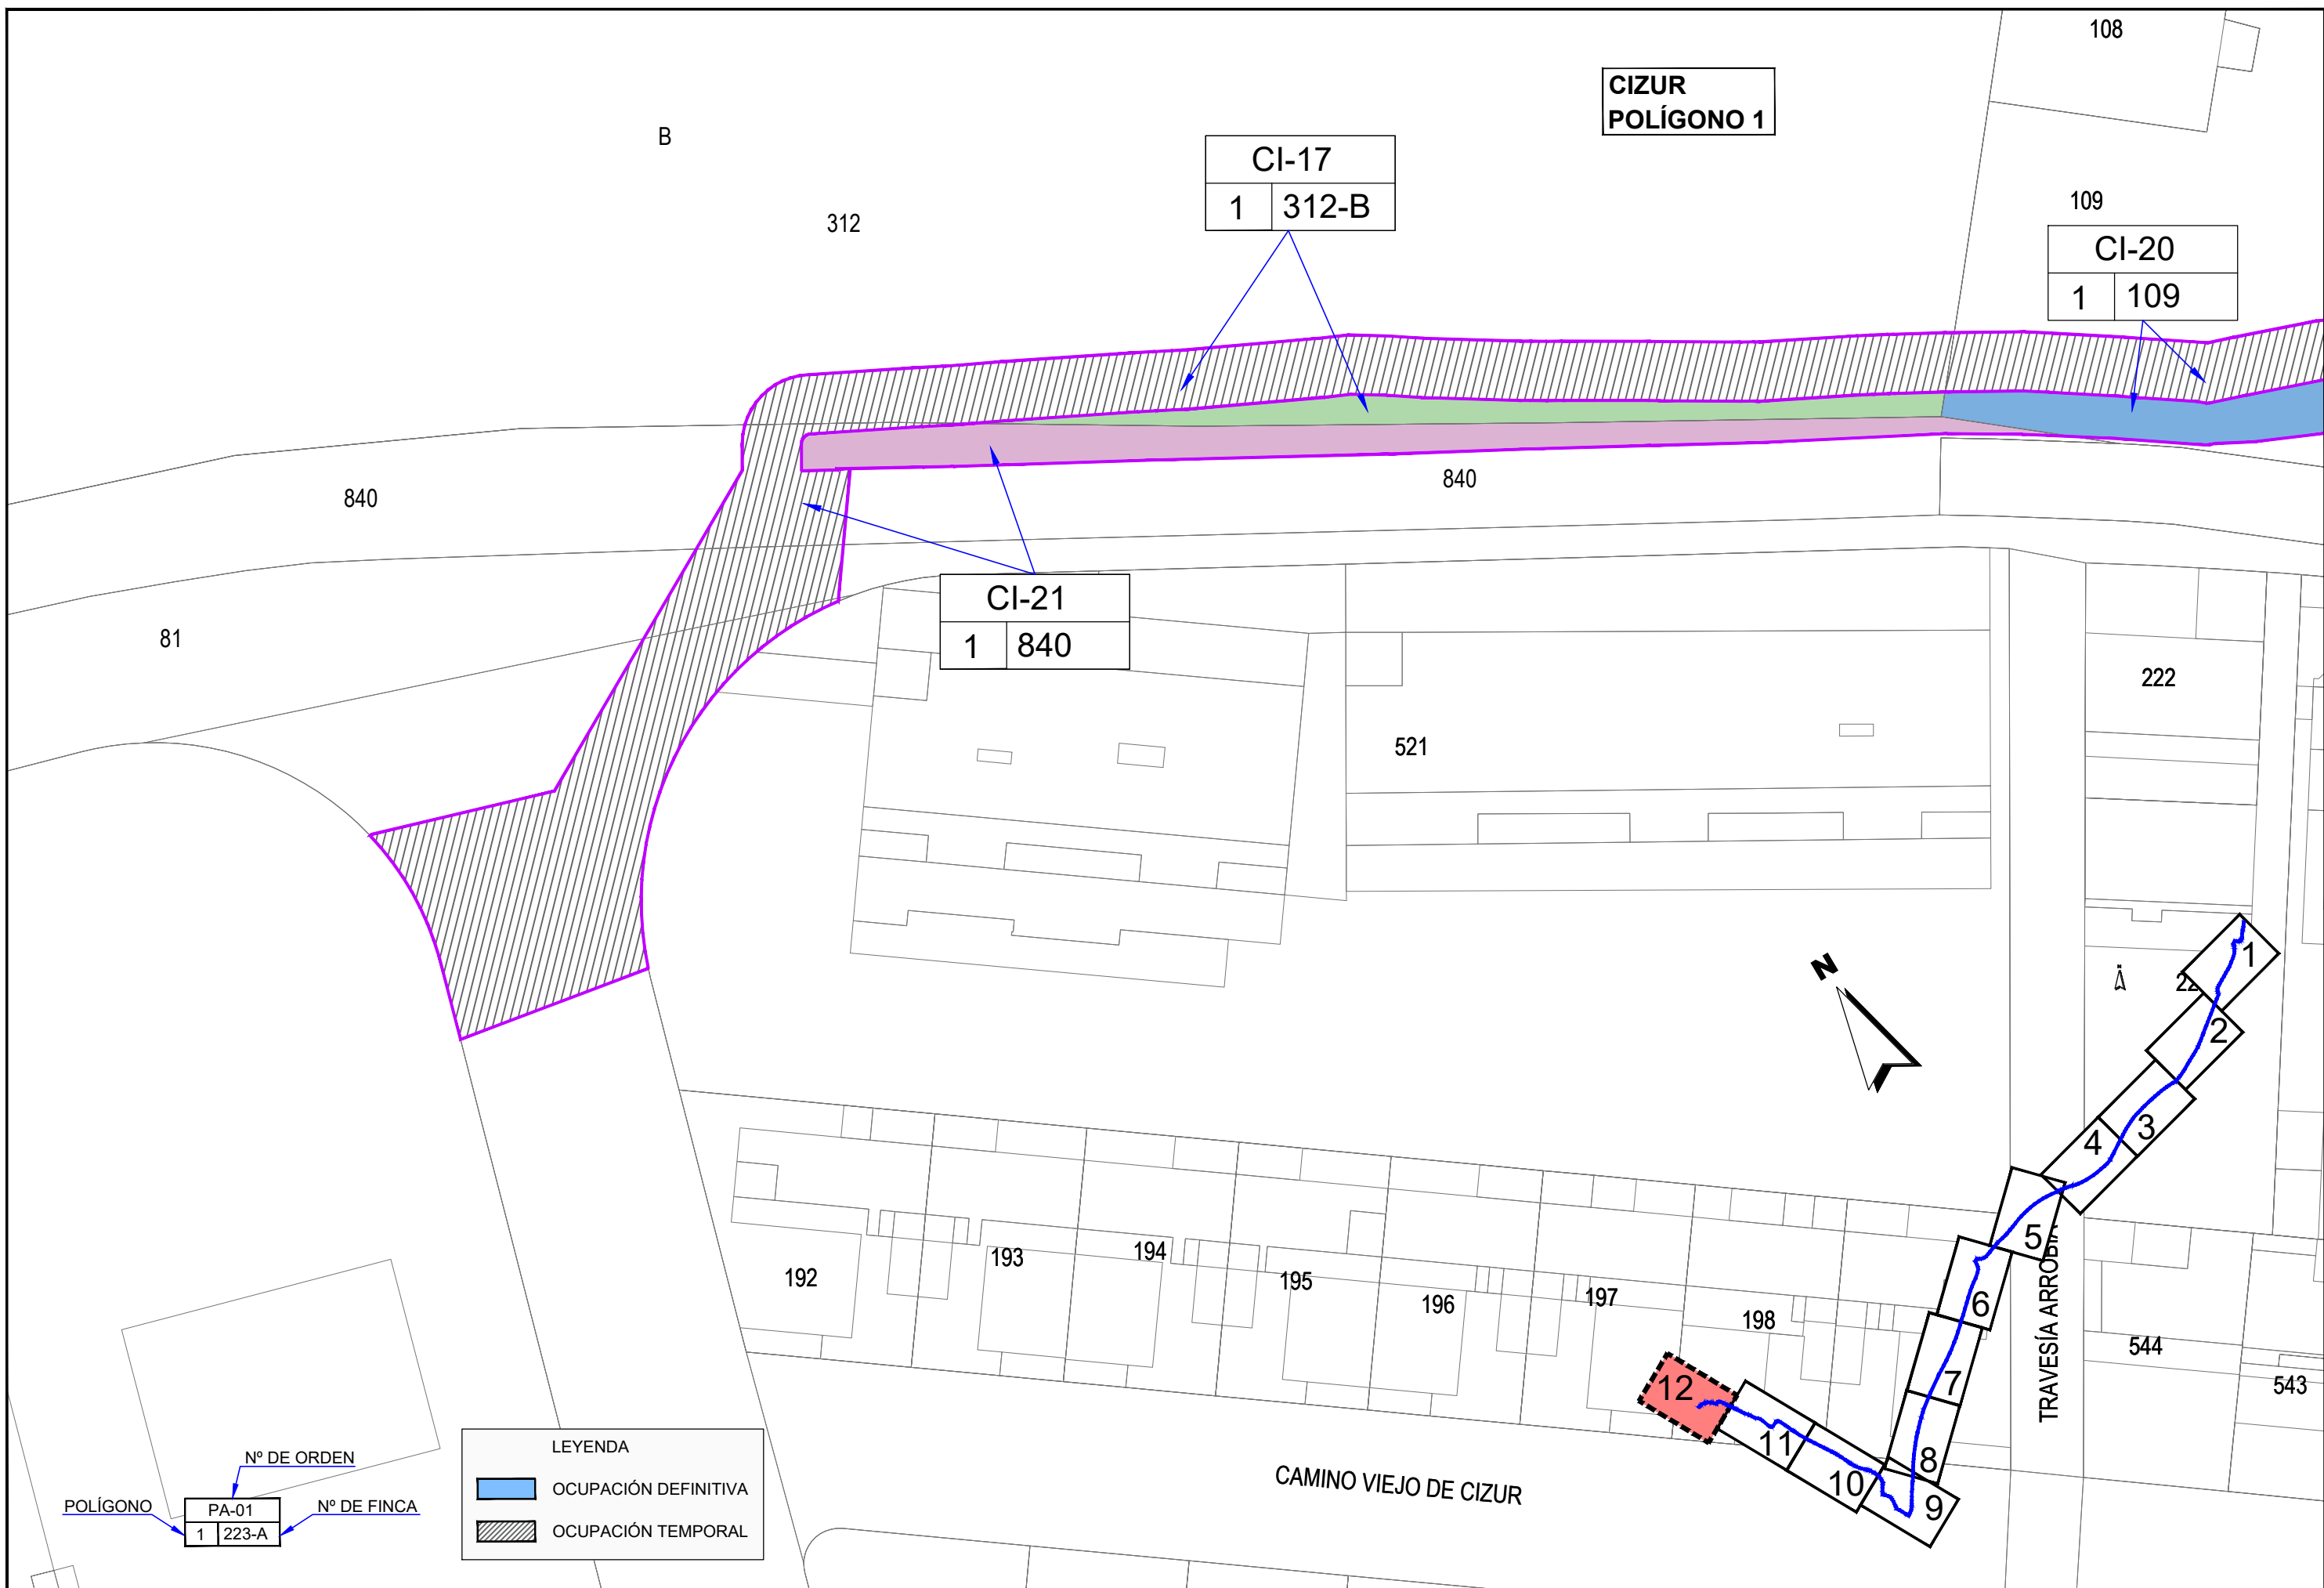 108
CIZUR
POLÍGONO 1
B
CI-17
1 312-B
312
109
CI-20
1 109
840
840
CI-21
1 840
81
222
521
N
1
2
3
4
5
6
7
8
9
10
11
12
192
193
194
195
196
197
198
544
543
CAMINO VIEJO DE CIZUR
LEYENDA
OCUPACIÓN DEFINITIVA
OCUPACIÓN TEMPORAL
Nº DE ORDEN
POLÍGONO
PA-01
1 223-A
Nº DE FINCA